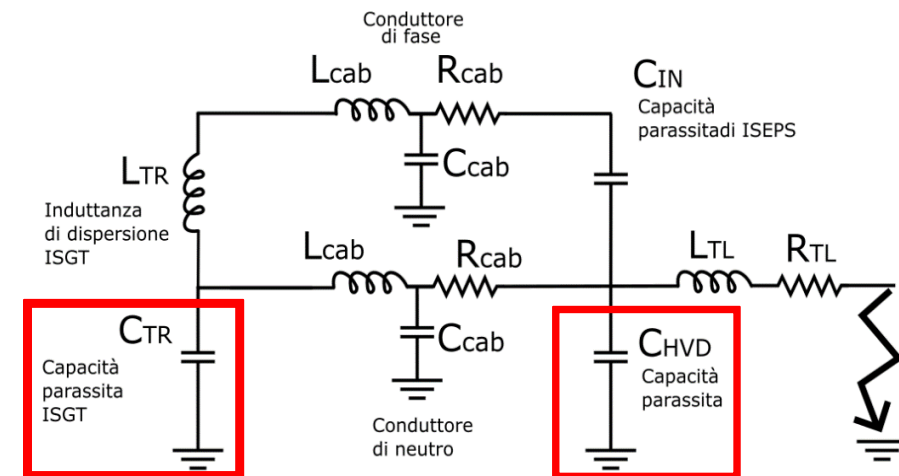 Conduttore
di fase
Lcab
Rcab
CIN
Capacità
parassitadi ISEPS
Ccab
LTR
Induttanza
di dispersione
ISGT
Lcab
Rcab
LTL
RTL
CTR
Capacità
parassita
ISGT
Ccab
CHVD
Capacità
parassita
Conduttore
di neutro